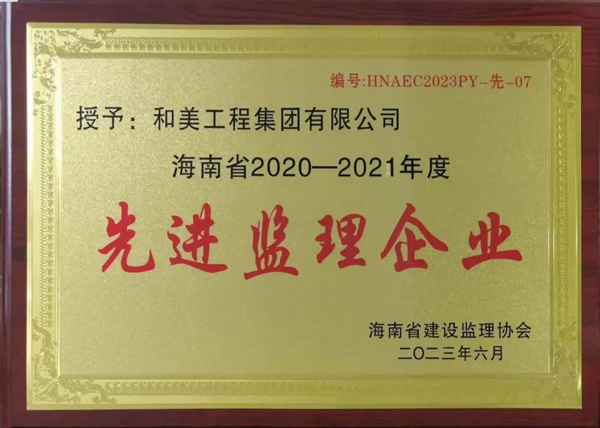 编号:HNAEC2023PY-先-07
授予：和美工程集团有限公司
海南省2020—2021年度
先进监理企业
海南省建设监理协会
二〇二三年六月